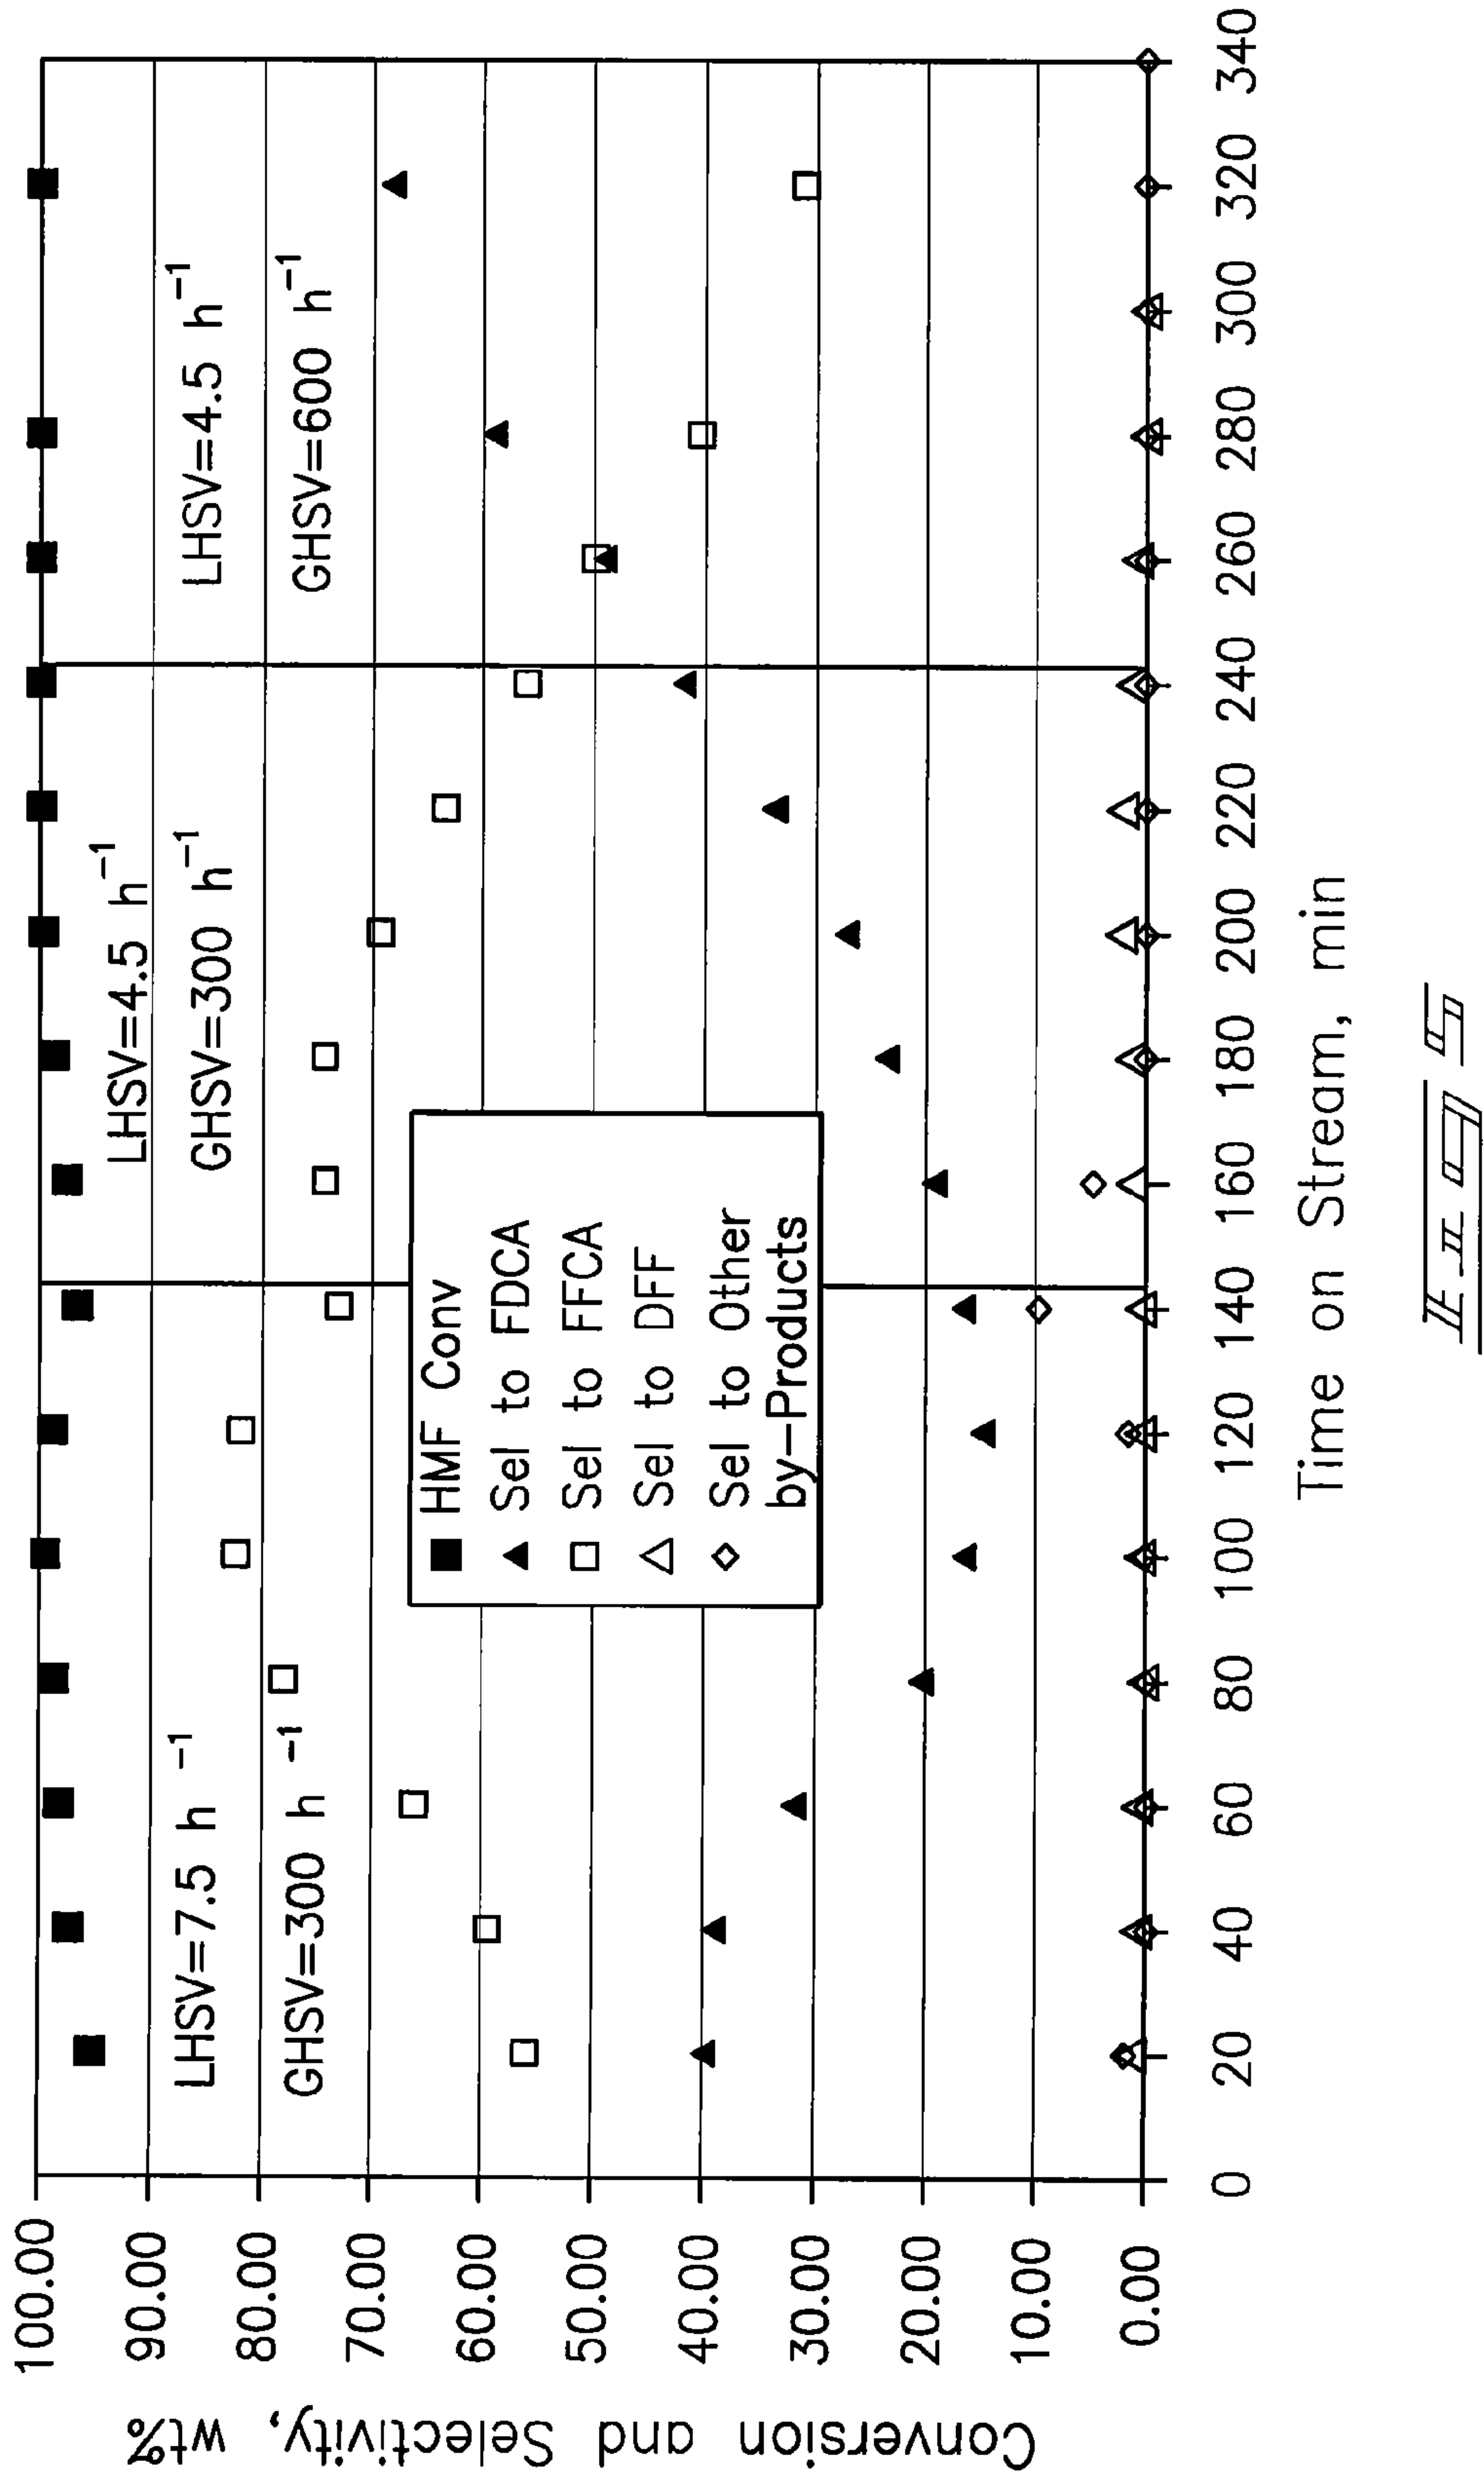 Conversion and Selectivity, wt%
100.00
90.00
80.00
70.00
60.00
50.00
40.00
30.00
20.00
10.00
0.00
LHSV=7.5 h⁻¹
GHSV=300 h⁻¹
LHSV=4.5 h⁻¹
GHSV=300 h⁻¹
LHSV=4.5 h⁻¹
GHSV=600 h⁻¹
HMF Conv
Sel to FDCA
Sel to FFCA
Sel to DFF
Sel to Other
by-Products
0 20 40 60 80 100 120 140 160 180 200 220 240 260 280 300 320 340
Time on Stream, min
FIG 5